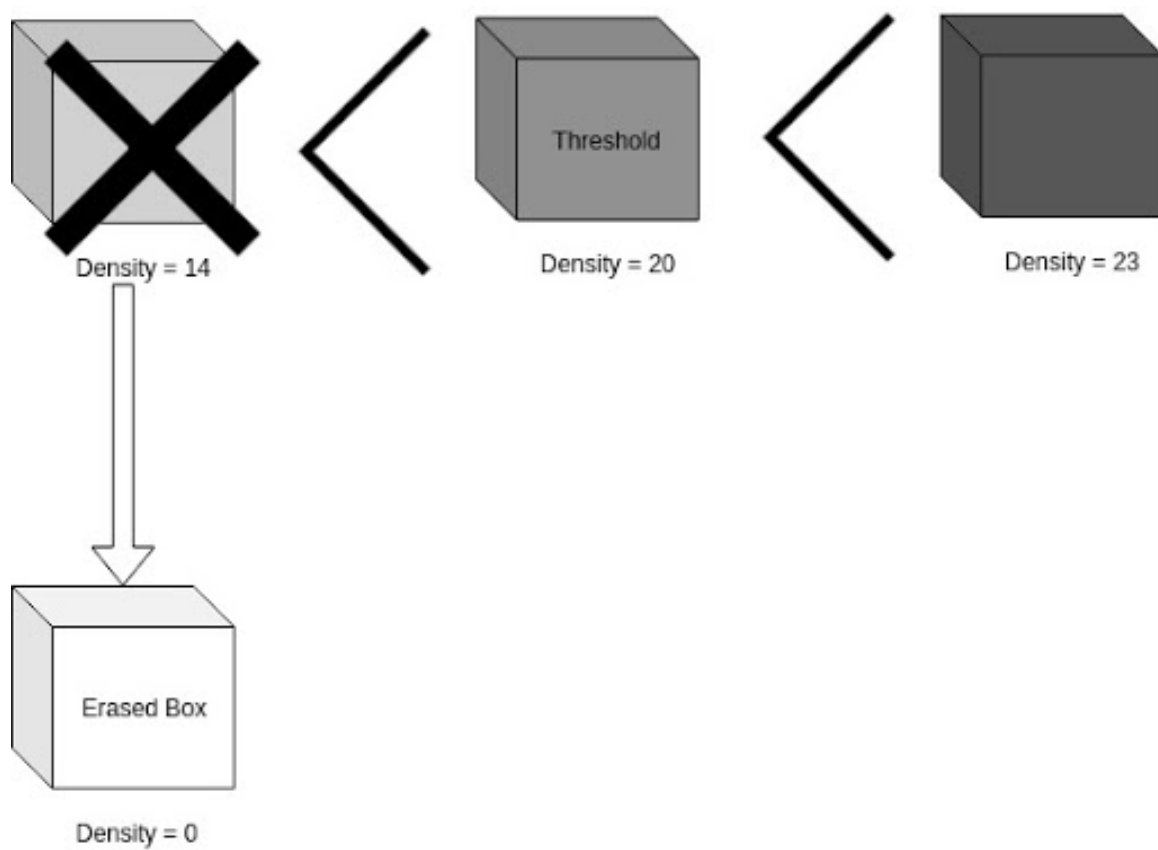 Threshold
Density = 14
Density = 20
Density = 23
Erased Box
Density = 0